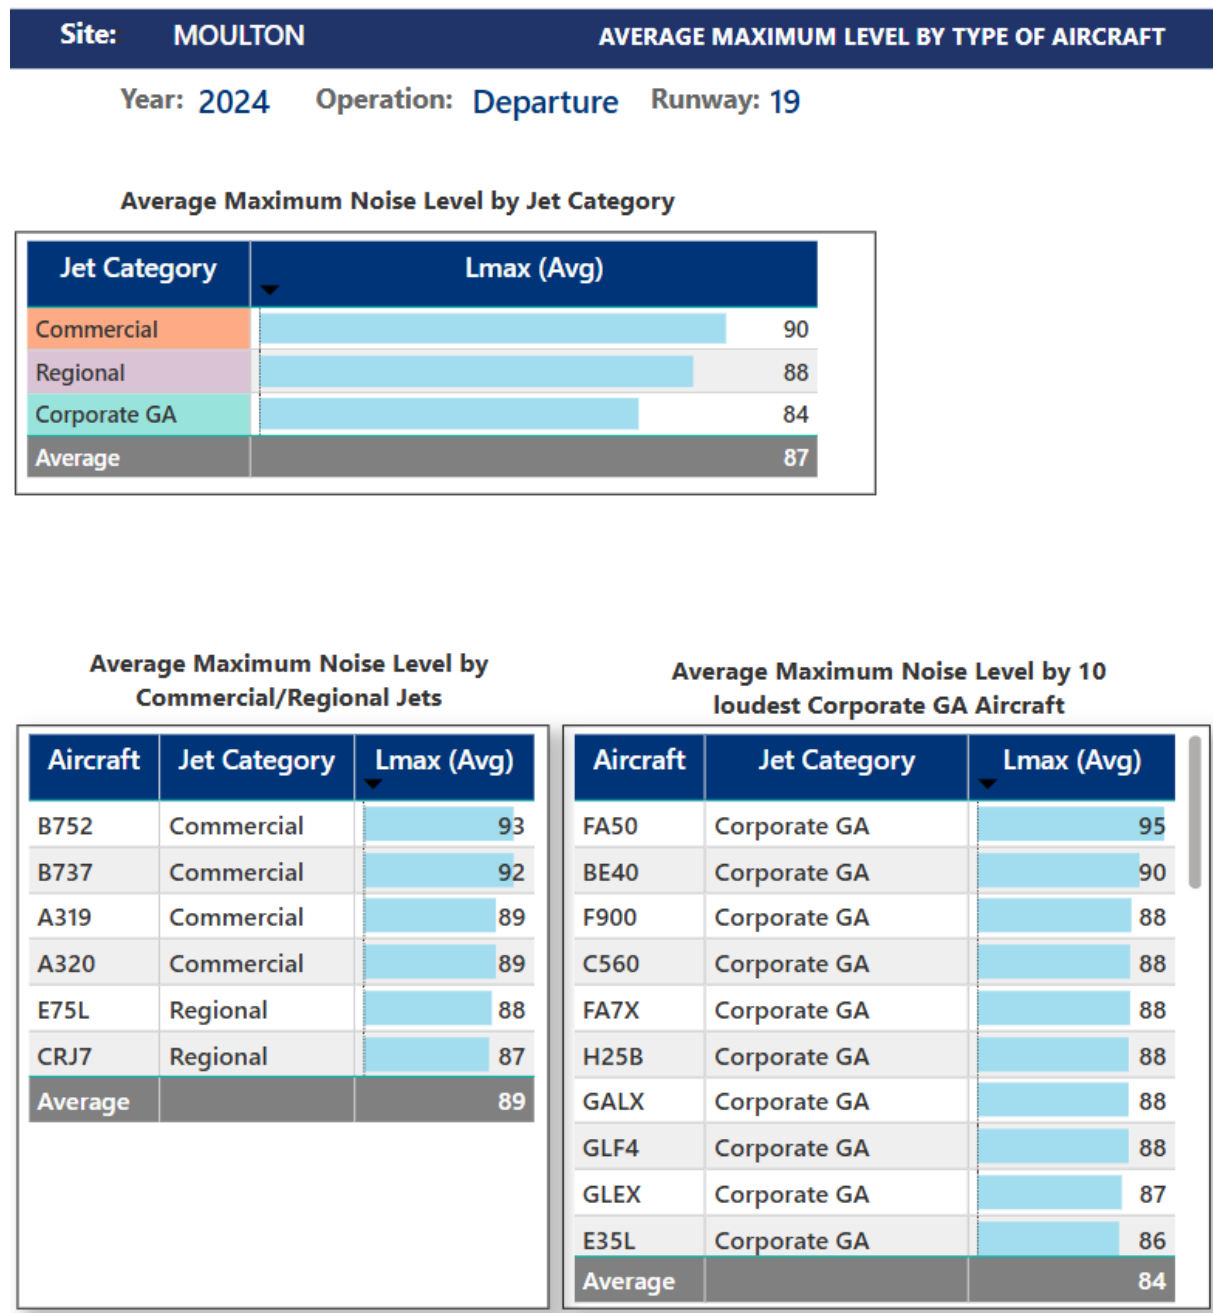 Site: MOULTON AVERAGE MAXIMUM LEVEL BY TYPE OF AIRCRAFT
Year: 2024 Operation: Departure Runway: 19
Average Maximum Noise Level by Jet Category
Jet Category Lmax (Avg)
Commercial 90
Regional 88
Corporate GA 84
Average 87
Average Maximum Noise Level by
Commercial/Regional Jets
Aircraft Jet Category Lmax (Avg)
B752 Commercial 93
B737 Commercial 92
A319 Commercial 89
A320 Commercial 89
E75L Regional 88
CRJ7 Regional 87
Average 89
Average Maximum Noise Level by 10
loudest Corporate GA Aircraft
Aircraft Jet Category Lmax (Avg)
FA50 Corporate GA 95
BE40 Corporate GA 90
F900 Corporate GA 88
C560 Corporate GA 88
FA7X Corporate GA 88
H25B Corporate GA 88
GALX Corporate GA 88
GLF4 Corporate GA 88
GLEX Corporate GA 87
E35L Corporate GA 86
Average 84